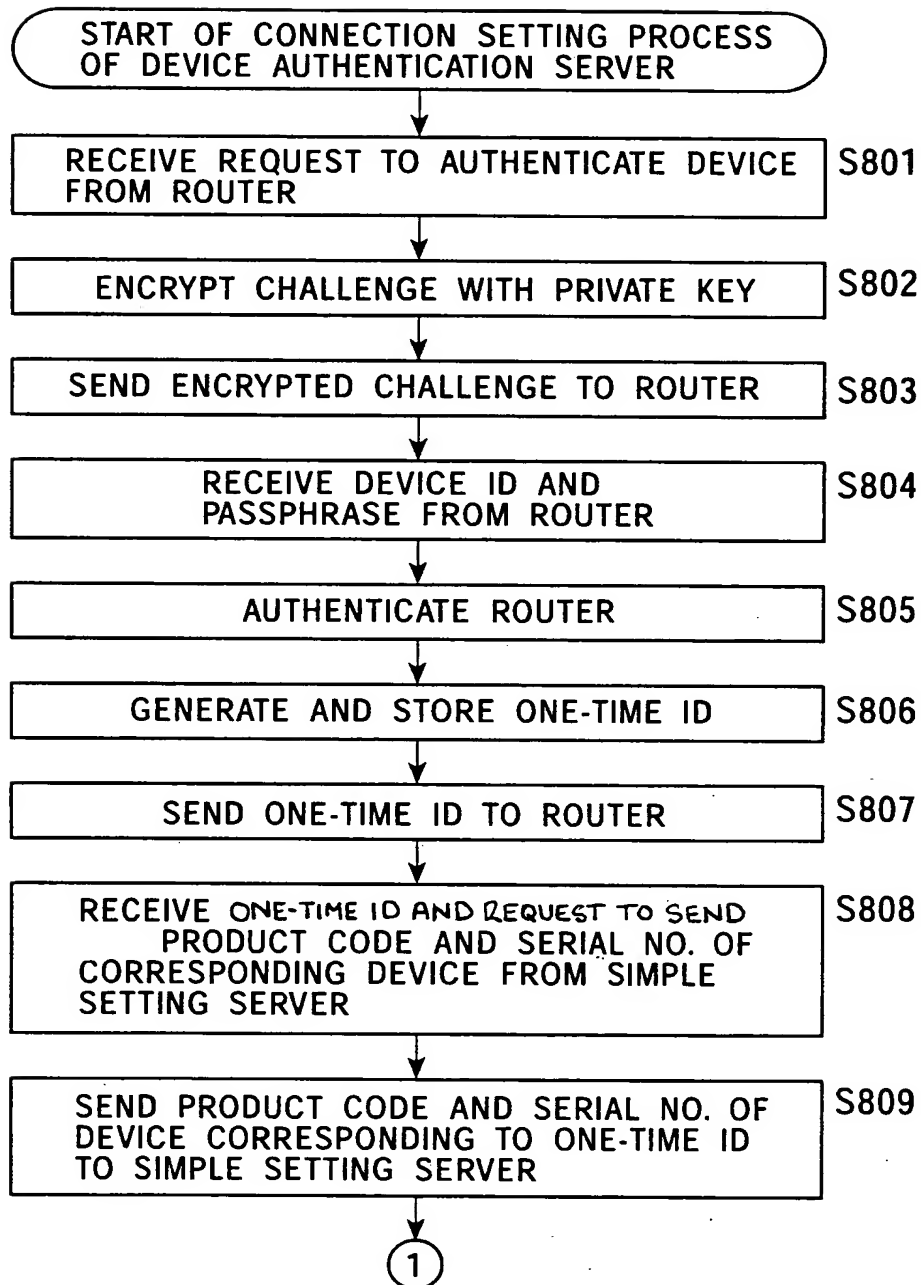 START OF CONNECTION SETTING PROCESS
OF DEVICE AUTHENTICATION SERVER
RECEIVE REQUEST TO AUTHENTICATE DEVICE
FROM ROUTER
S801
ENCRYPT CHALLENGE WITH PRIVATE KEY
S802
SEND ENCRYPTED CHALLENGE TO ROUTER
S803
RECEIVE DEVICE ID AND
PASSPHRASE FROM ROUTER
S804
AUTHENTICATE ROUTER
S805
GENERATE AND STORE ONE-TIME ID
S806
SEND ONE-TIME ID TO ROUTER
S807
RECEIVE ONE-TIME ID AND REQUEST TO SEND
PRODUCT CODE AND SERIAL NO. OF
CORRESPONDING DEVICE FROM SIMPLE
SETTING SERVER
S808
SEND PRODUCT CODE AND SERIAL NO. OF
DEVICE CORRESPONDING TO ONE-TIME ID
TO SIMPLE SETTING SERVER
S809
1